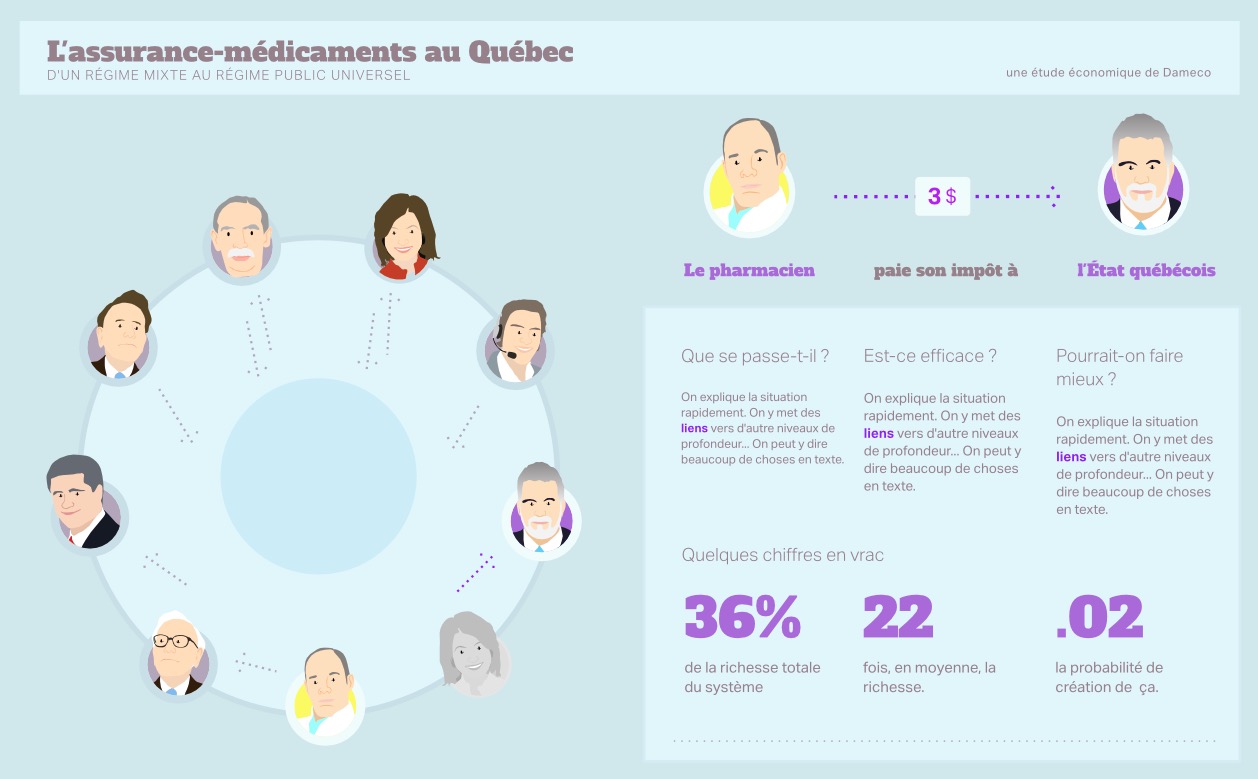 L'assurance-médicaments au Québec
D'UN RÉGIME MIXTE AU RÉGIME PUBLIC UNIVERSEL
une étude économique de Dameco
3 $
Le pharmacien
paie son impôt à
l'État québécois
Que se passe-t-il ?
On explique la situation
rapidement. On y met des
liens vers d'autre niveaux de
profondeur... On peut y dire
beaucoup de choses en texte.
Est-ce efficace ?
On explique la situation
rapidement. On y met des
liens vers d'autre niveaux
de profondeur... On peut y
dire beaucoup de choses
en texte.
Pourrait-on faire
mieux ?
On explique la situation
rapidement. On y met des
liens vers d'autre niveaux
de profondeur... On peut y
dire beaucoup de choses
en texte.
Quelques chiffres en vrac
36%
de la richesse totale
du système
22
fois, en moyenne, la
richesse.
.02
la probabilité de
création de ça.